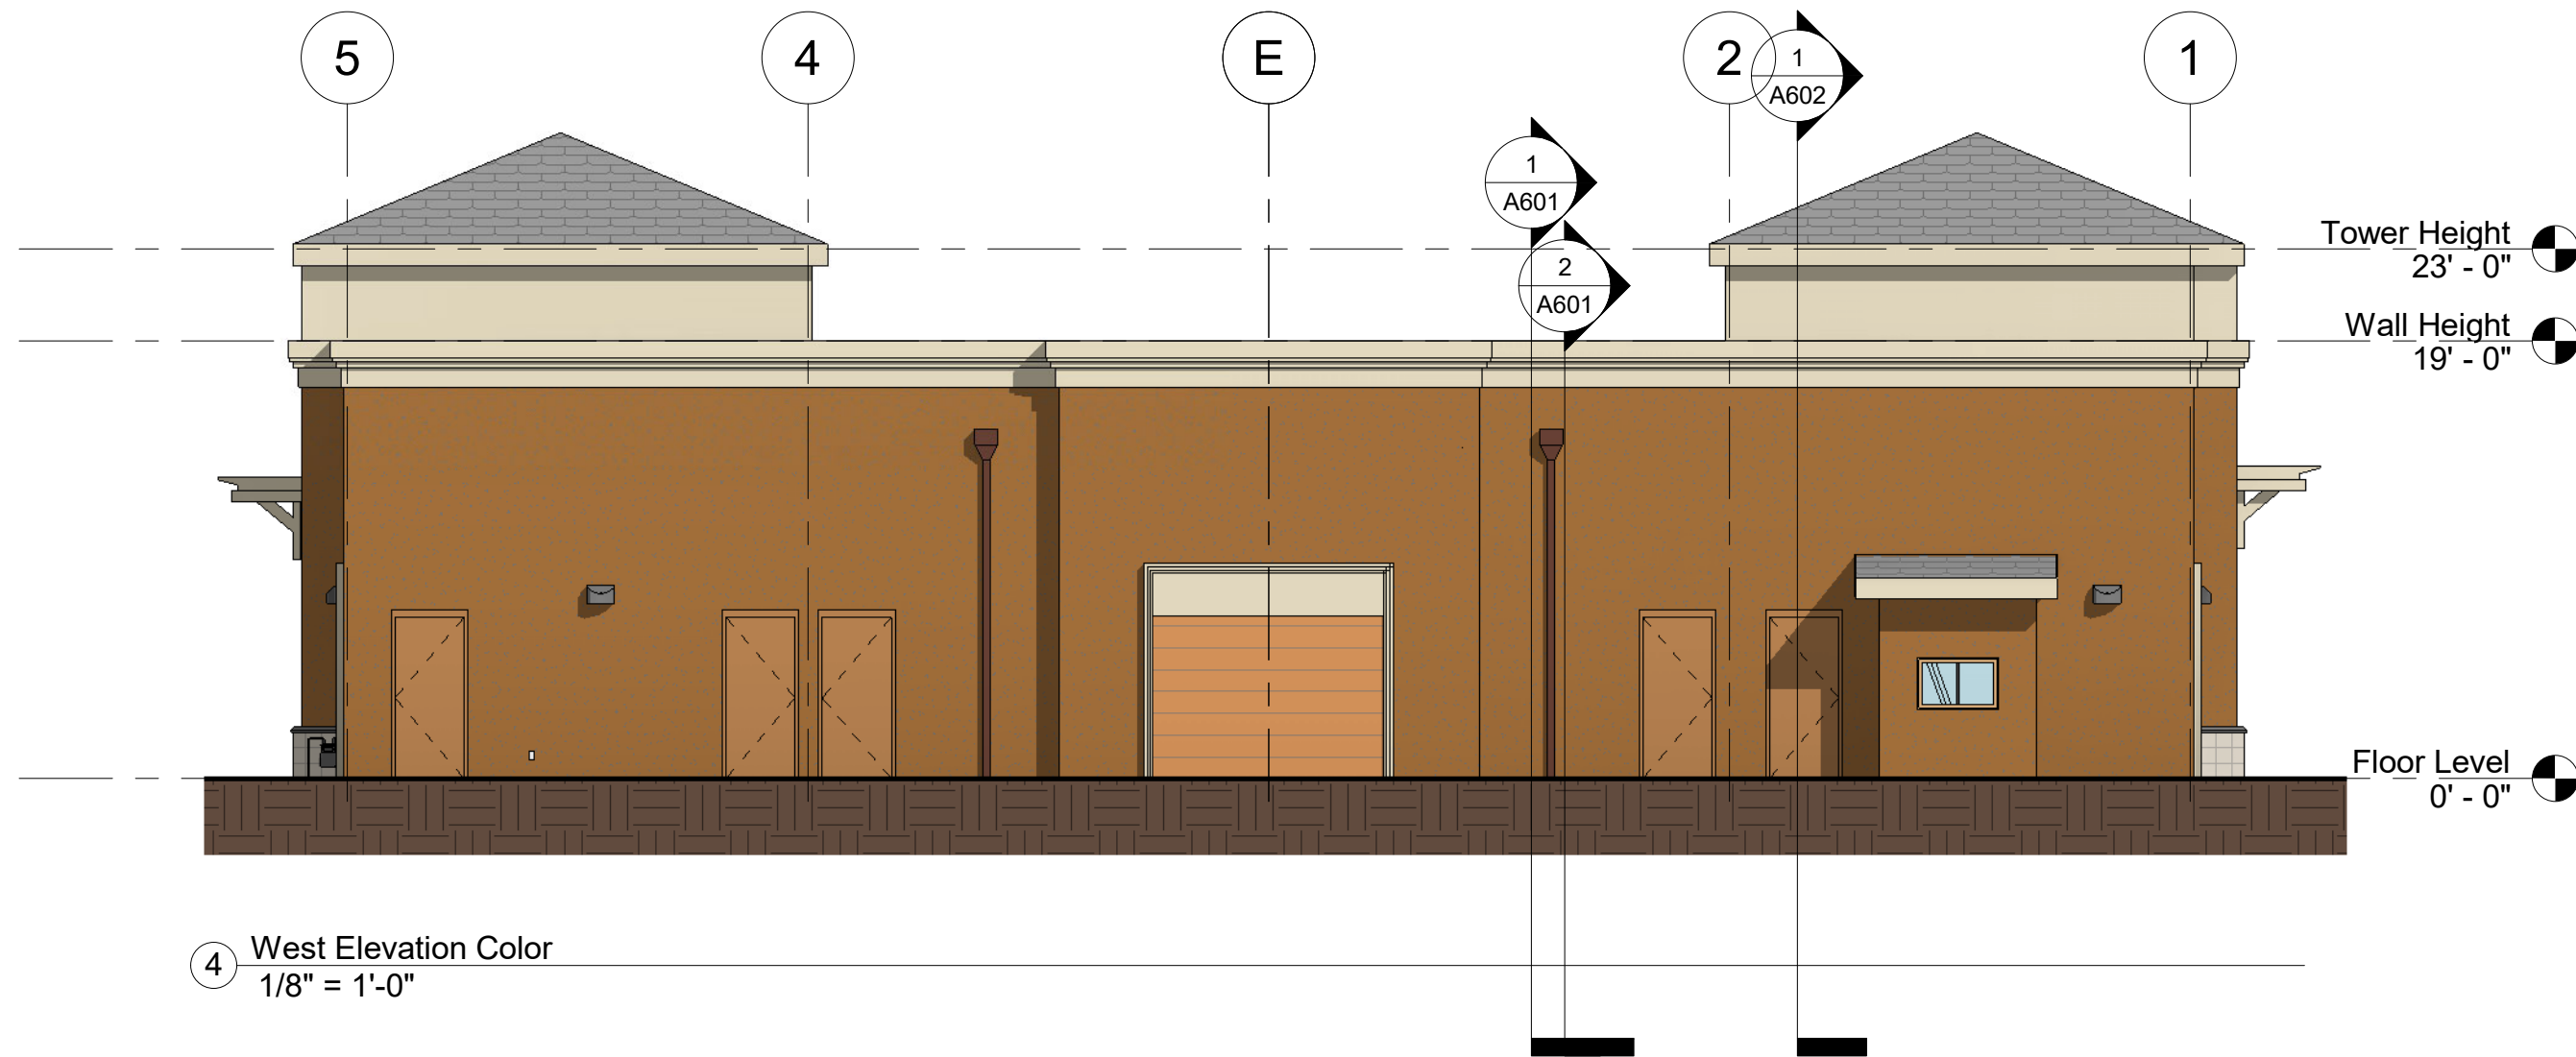 5
4
E
2
1
1
A602
1
A601
2
A601
Tower Height
23' - 0"
Wall Height
19' - 0"
Floor Level
0' - 0"
4
West Elevation Color
1/8" = 1'-0"